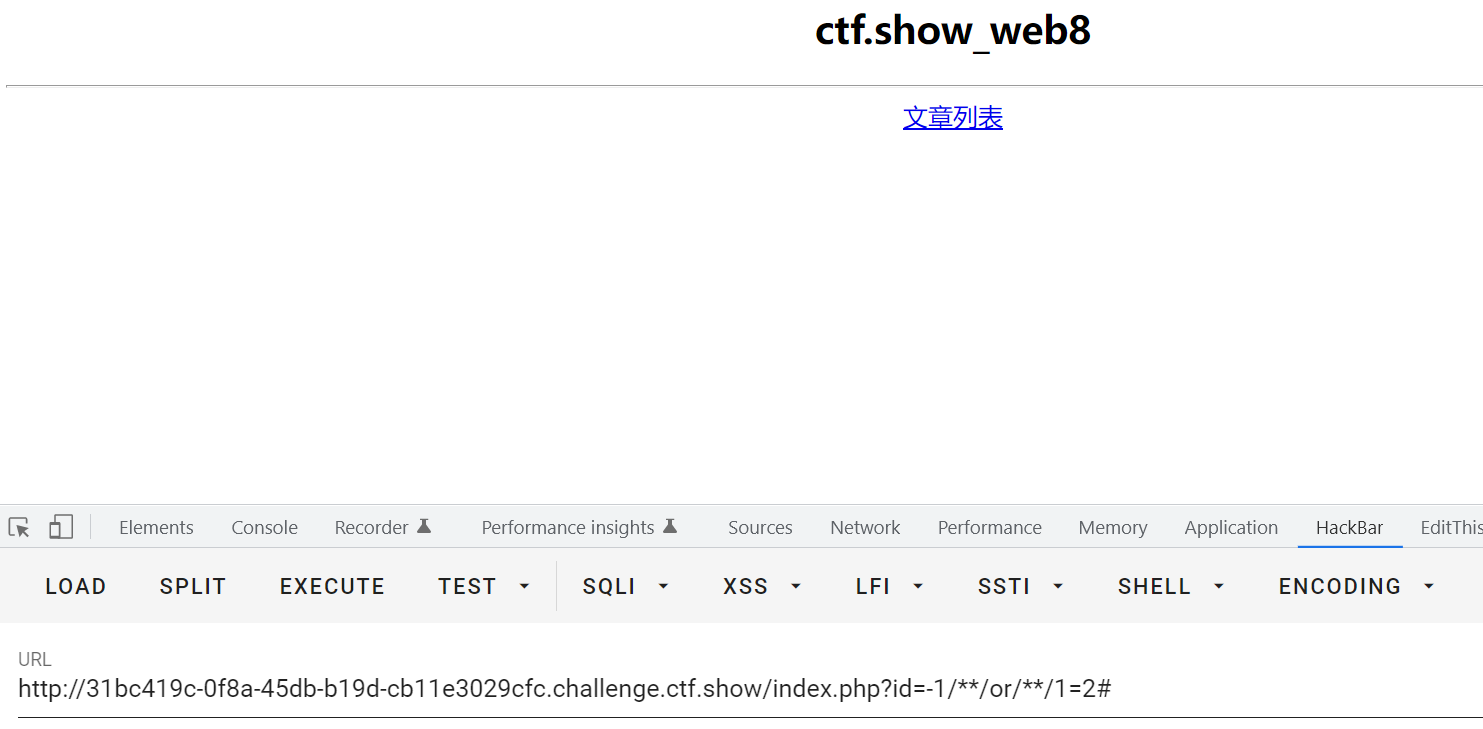 ctf.show_web8
文章列表
Elements Console Recorder Performance insights Sources Network Performance Memory Application HackBar EditThis
LOAD SPLIT EXECUTE TEST SQLI XSS LFI SSTI SHELL ENCODING
URL
http://31bc419c-0f8a-45db-b19d-cb11e3029cfc.challenge.ctf.show/index.php?id=-1/**/or/**/1=2#